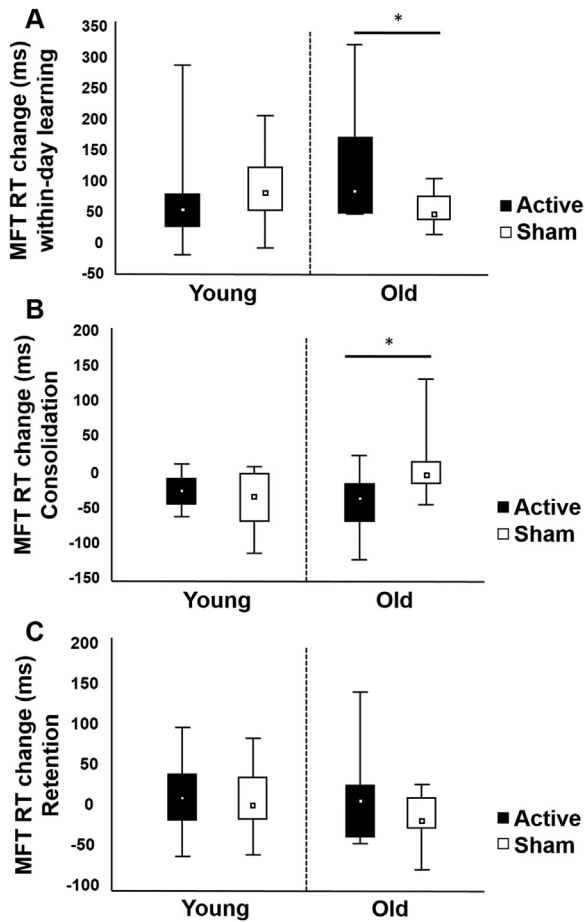 A
MFT RT change (ms)
within-day learning
350
300
250
200
150
100
50
0
-50
*
Active
Sham
Young
Old
B
MFT RT change (ms)
Consolidation
200
150
100
50
0
-50
-100
-150
*
Active
Sham
Young
Old
C
MFT RT change (ms)
Retention
200
150
100
50
0
-50
-100
Active
Sham
Young
Old